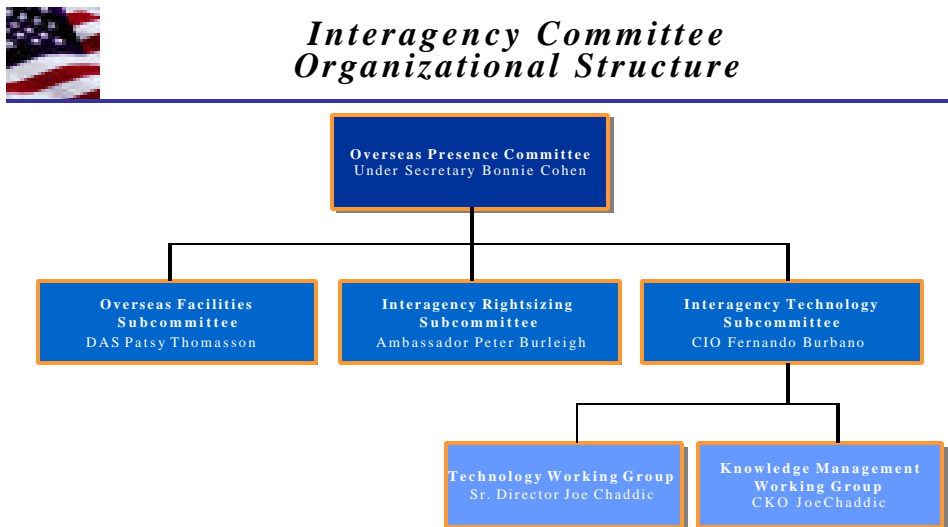 Interagency Committee
Organizational Structure
Overseas Presence Committee
Under Secretary Bonnie Cohen
Overseas Facilities
Subcommittee
DAS Patsy Thomasson
Interagency Rightsizing
Subcommittee
Ambassador Peter Burleigh
Interagency Technology
Subcommittee
CIO Fernando Burbano
Technology Working Group
Sr. Director Joe Chaddic
Knowledge Management
Working Group
CKO JoeChaddic